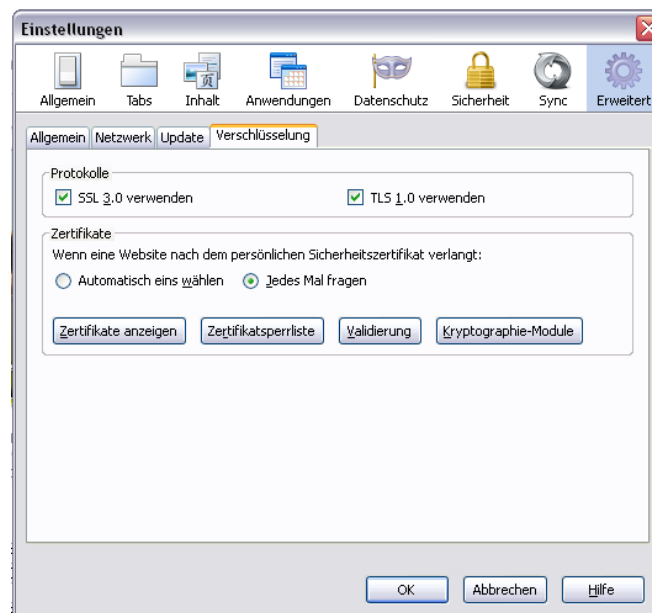 Einstellungen
Allgemein Tabs Inhalt Anwendungen Datenschutz Sicherheit Sync Erweitert
Allgemein Netzwerk Update Verschlüsselung
Protokolle
SSL 3.0 verwenden TLS 1.0 verwenden
Zertifikate
Wenn eine Website nach dem persönlichen Sicherheitszertifikat verlangt:
Automatisch eins wählen Jedes Mal fragen
Zertifikate anzeigen Zertifikatsperrliste Validierung Kryptographie-Module
OK Abbrechen Hilfe